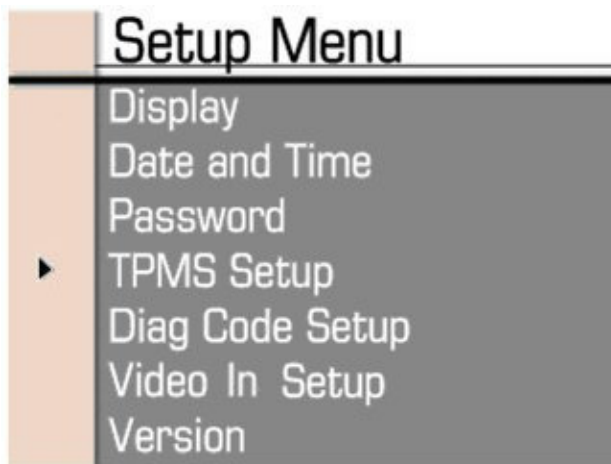 Setup Menu
Display
Date and Time
Password
TPMS Setup
Diag Code Setup
Video In Setup
Version